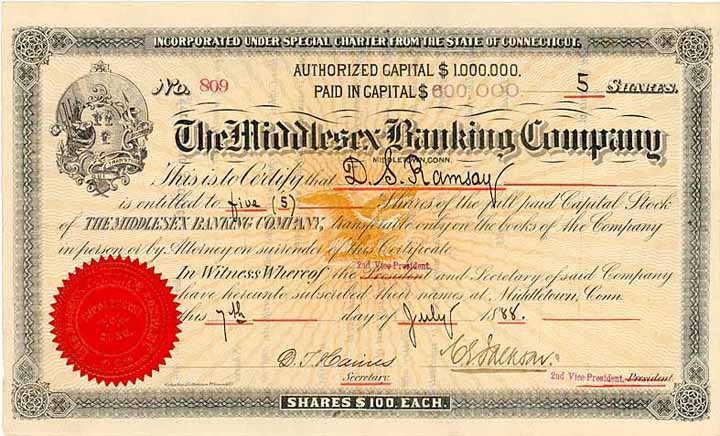 INCORPORATED UNDER SPECIAL CHARTER FROM THE STATE OF CONNECTICUT.
No. 809
AUTHORIZED CAPITAL $ 1.000.000.
PAID IN CAPITAL $ 600,000
5 SHARES.
The Middlesex Banking Company
MIDDLETOWN, CONN.
This is to Certify that D. S. Ramsay
is entitled to five (5) Shares of the full paid Capital Stock
of THE MIDDLESEX BANKING COMPANY, transferable only on the books of the Company
in person or by Attorney on surrender of this Certificate.
2nd Vice-President.
In Witness Whereof the President and Secretary of said Company
have hereunto subscribed their names at Middletown, Conn.
this 7th day of July 1888.
D. T. Haines
Secretary.
2nd Vice-President. President
SHARES $ 100. EACH.